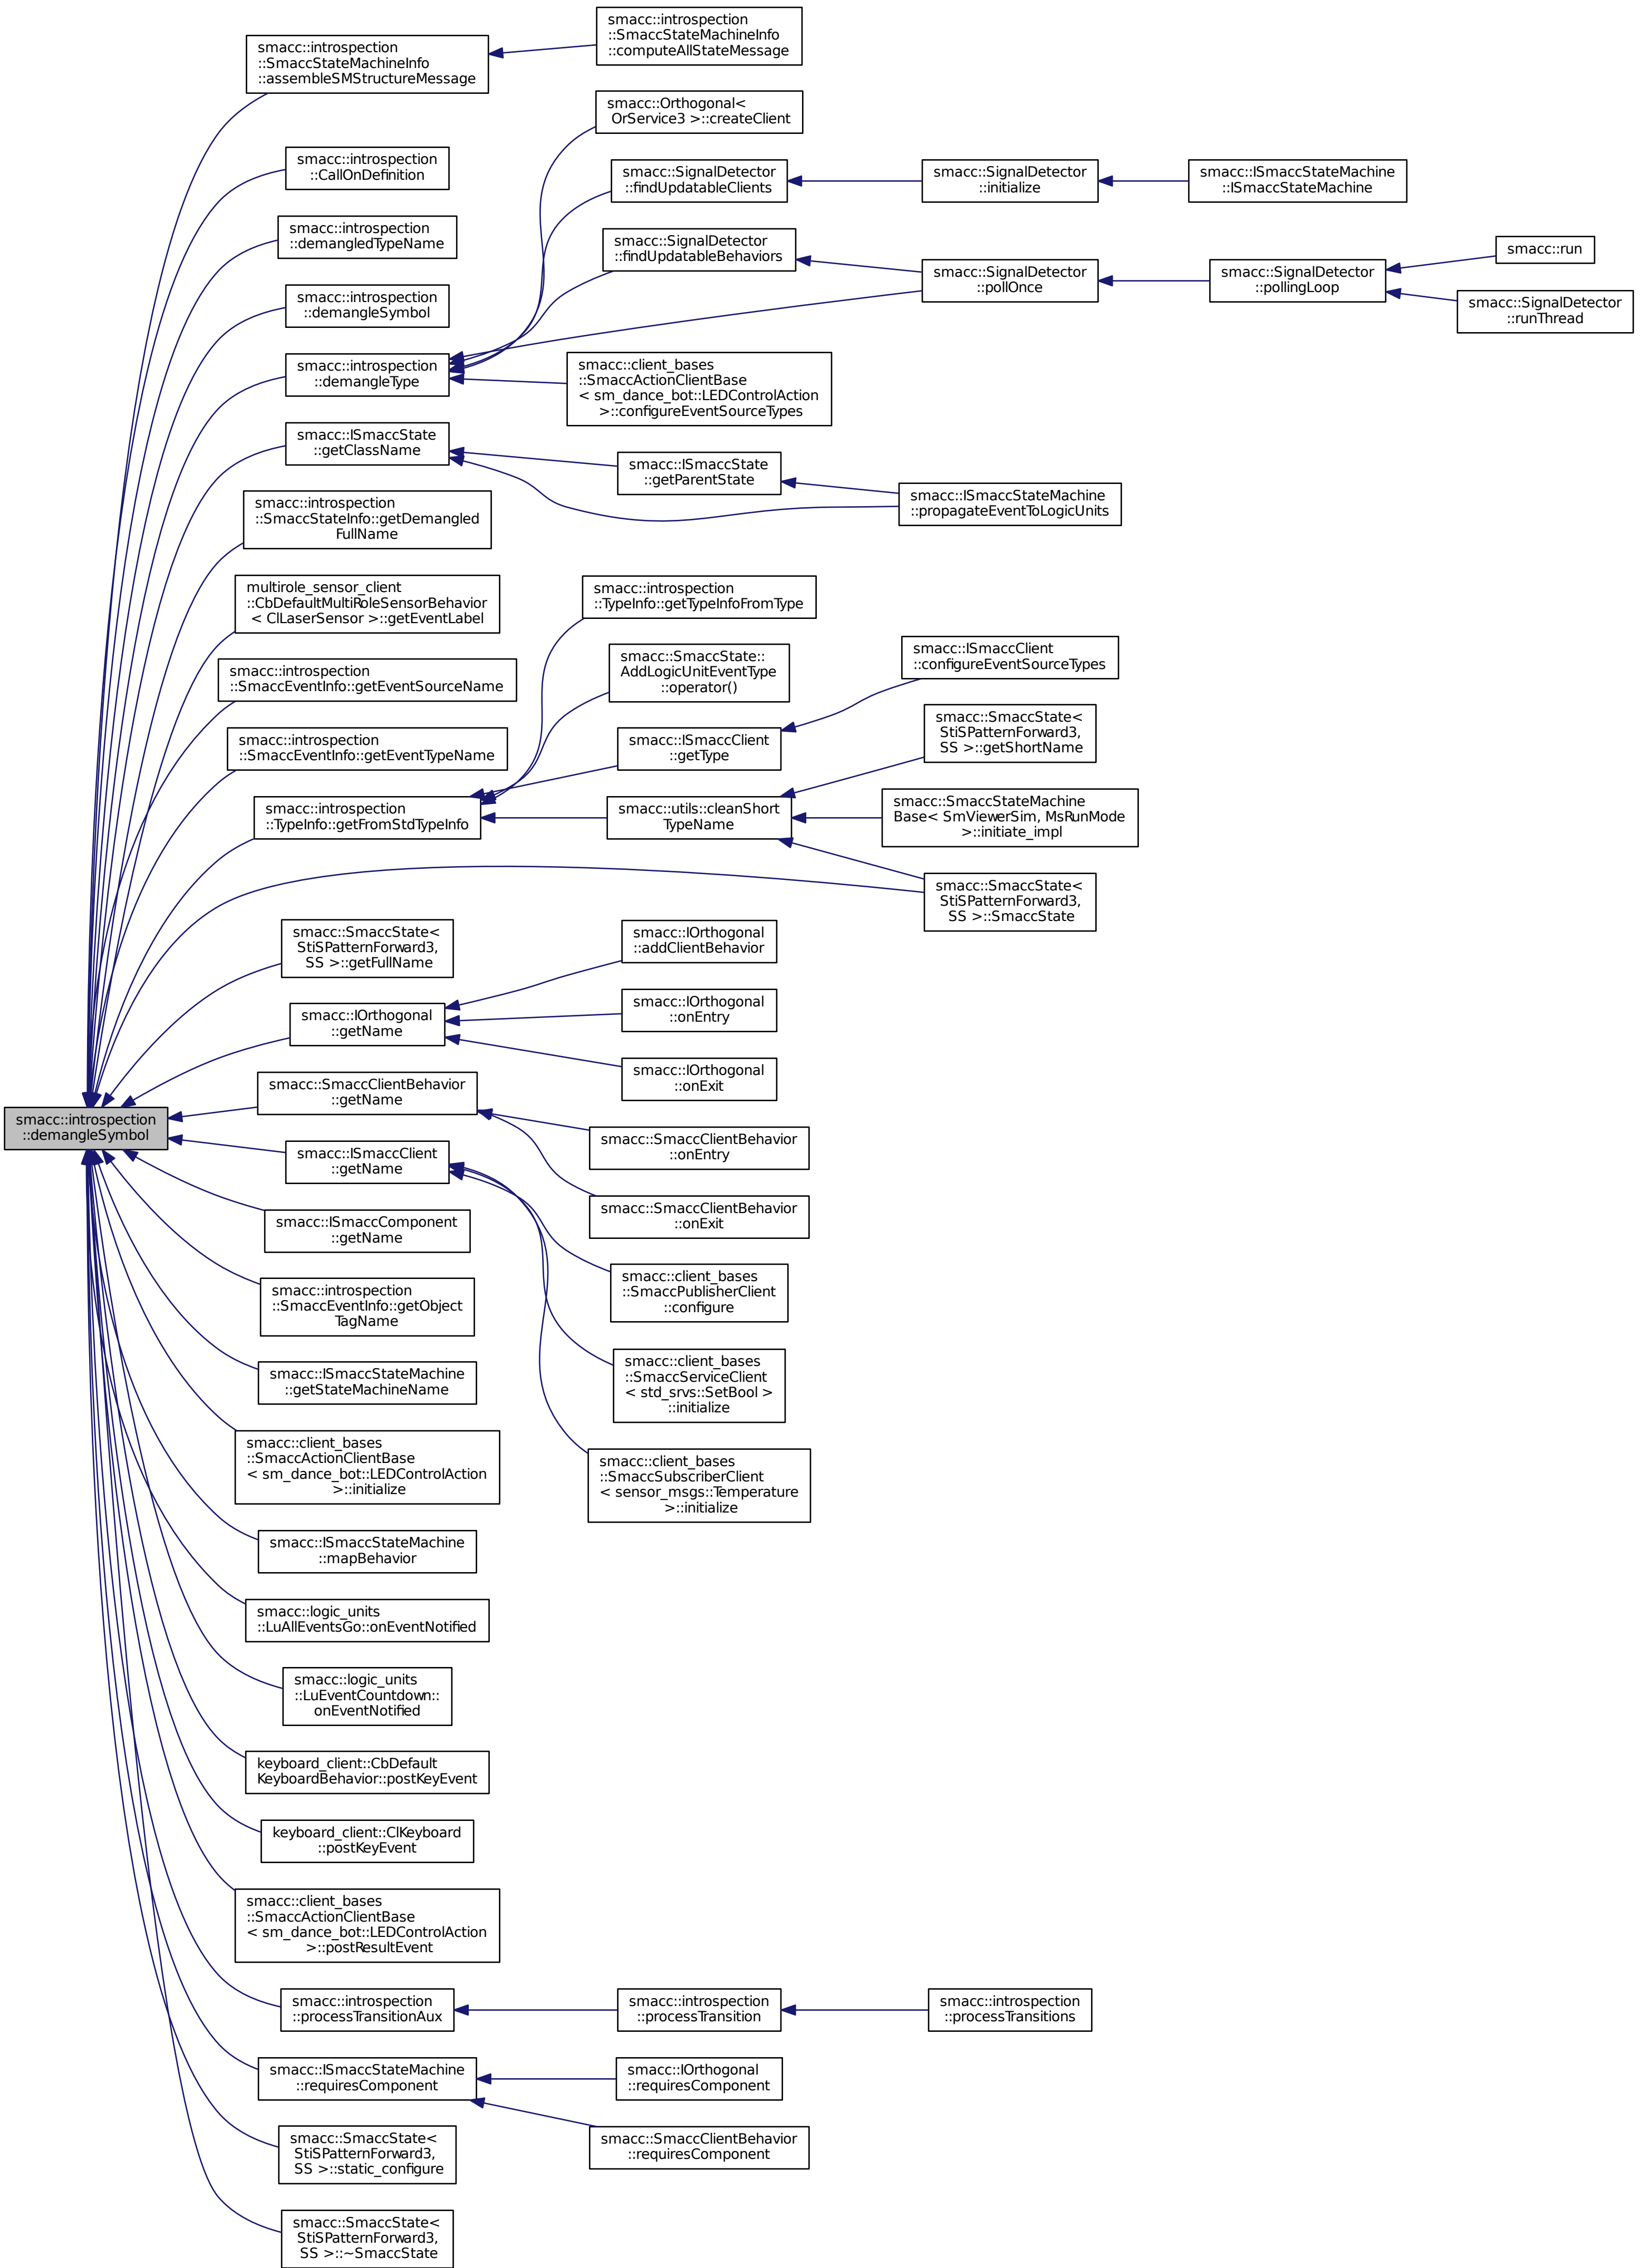 smacc::introspection
::SmaccStateMachineInfo
::computeAllStateMessage
smacc::introspection
::SmaccStateMachineInfo
::assembleSMStructureMessage
smacc::Orthogonal<
OrService3 >::createClient
smacc::introspection
::CallOnDefinition
smacc::SignalDetector
::findUpdatableClients
smacc::SignalDetector
::initialize
smacc::ISmaccStateMachine
::ISmaccStateMachine
smacc::introspection
::demangledTypeName
smacc::SignalDetector
::findUpdatableBehaviors
smacc::run
smacc::SignalDetector
::pollOnce
smacc::SignalDetector
::pollingLoop
smacc::SignalDetector
::runThread
smacc::introspection
::demangleSymbol
smacc::introspection
::demangleType
smacc::client_bases
::SmaccActionClientBase
< sm_dance_bot::LEDControlAction
>::configureEventSourceTypes
smacc::ISmaccState
::getClassName
smacc::ISmaccState
::getParentState
smacc::ISmaccStateMachine
::propagateEventToLogicUnits
smacc::introspection
::SmaccStateInfo::getDemangled
FullName
multirole_sensor_client
::CbDefaultMultiRoleSensorBehavior
< ClLaserSensor >::getEventLabel
smacc::introspection
::TypeInfo::getTypeInfoFromType
smacc::introspection
::SmaccEventInfo::getEventSourceName
smacc::SmaccState::
AddLogicUnitEventType
::operator()
smacc::ISmaccClient
::configureEventSourceTypes
smacc::introspection
::SmaccEventInfo::getEventTypeName
smacc::ISmaccClient
::getType
smacc::SmaccState<
StiSPatternForward3,
SS >::getShortName
smacc::introspection
::TypeInfo::getFromStdTypeInfo
smacc::utils::cleanShort
TypeName
smacc::SmaccStateMachine
Base< SmViewerSim, MsRunMode
>::initiate_impl
smacc::SmaccState<
StiSPatternForward3,
SS >::SmaccState
smacc::SmaccState<
StiSPatternForward3,
SS >::getFullName
smacc::IOrthogonal
::addClientBehavior
smacc::IOrthogonal
::getName
smacc::IOrthogonal
::onEntry
smacc::IOrthogonal
::onExit
smacc::SmaccClientBehavior
::getName
smacc::introspection
::demangleSymbol
smacc::SmaccClientBehavior
::onEntry
smacc::ISmaccClient
::getName
smacc::SmaccClientBehavior
::onExit
smacc::ISmaccComponent
::getName
smacc::client_bases
::SmaccPublisherClient
::configure
smacc::introspection
::SmaccEventInfo::getObject
TagName
smacc::client_bases
::SmaccServiceClient
< std_srvs::SetBool >
::initialize
smacc::ISmaccStateMachine
::getStateMachineName
smacc::client_bases
::SmaccActionClientBase
< sm_dance_bot::LEDControlAction
>::initialize
smacc::client_bases
::SmaccSubscriberClient
< sensor_msgs::Temperature
>::initialize
smacc::ISmaccStateMachine
::mapBehavior
smacc::logic_units
::LuAllEventsGo::onEventNotified
smacc::logic_units
::LuEventCountdown::
onEventNotified
keyboard_client::CbDefault
KeyboardBehavior::postKeyEvent
keyboard_client::ClKeyboard
::postKeyEvent
smacc::client_bases
::SmaccActionClientBase
< sm_dance_bot::LEDControlAction
>::postResultEvent
smacc::introspection
::processTransitionAux
smacc::introspection
::processTransition
smacc::introspection
::processTransitions
smacc::ISmaccStateMachine
::requiresComponent
smacc::IOrthogonal
::requiresComponent
smacc::SmaccClientBehavior
::requiresComponent
smacc::SmaccState<
StiSPatternForward3,
SS >::static_configure
smacc::SmaccState<
StiSPatternForward3,
SS >::~SmaccState